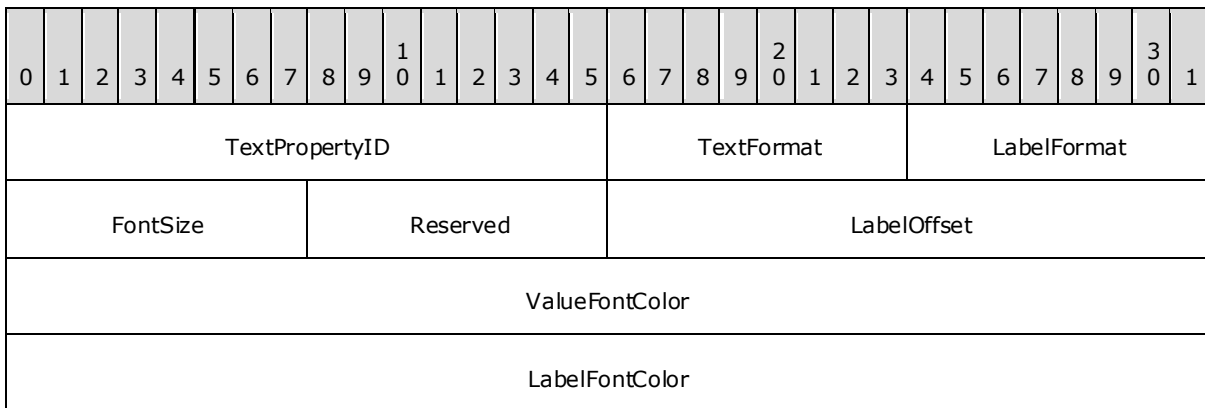 0 1 2 3 4 5 6 7 8 9 1 0 1 2 3 4 5 6 7 8 9 2 0 1 2 3 4 5 6 7 8 9 3 0 1
TextPropertyID TextFormat LabelFormat
FontSize Reserved LabelOffset
ValueFontColor
LabelFontColor